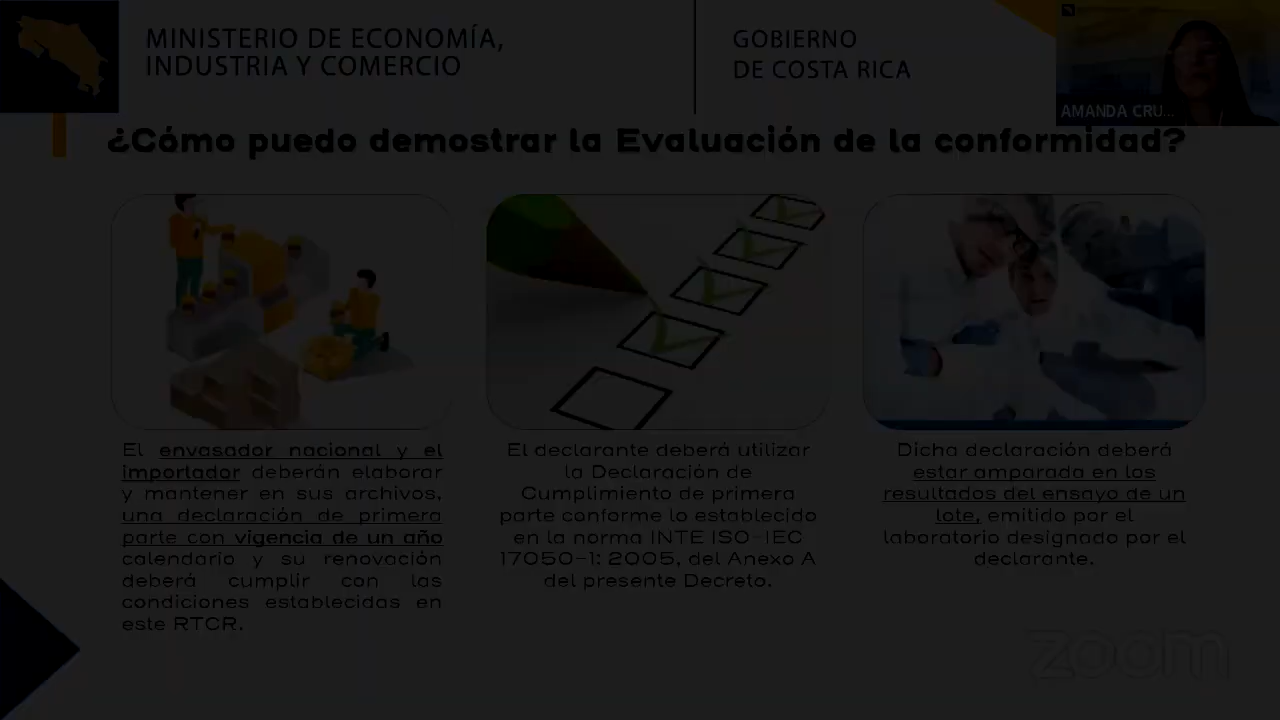 MINISTERIO DE ECONOMÍA,
INDUSTRIA Y COMERCIO
GOBIERNO
DE COSTA RICA
AMANDA CRU...
¿Cómo puedo demostrar la Evaluación de la conformidad?
El envasador nacional y el
importador deberán elaborar
y mantener en sus archivos,
una declaración de primera
parte con vigencia de un año
calendario y su renovación
deberá cumplir con las
condiciones establecidas en
este RTCR.
El declarante deberá utilizar
la Declaración de
Cumplimiento de primera
parte conforme lo establecido
en la norma INTE ISO-IEC
17050-1: 2005, del Anexo A
del presente Decreto.
Dicha declaración deberá
estar amparada en los
resultados del ensayo de un
lote, emitido por el
laboratorio designado por el
declarante.
zoom